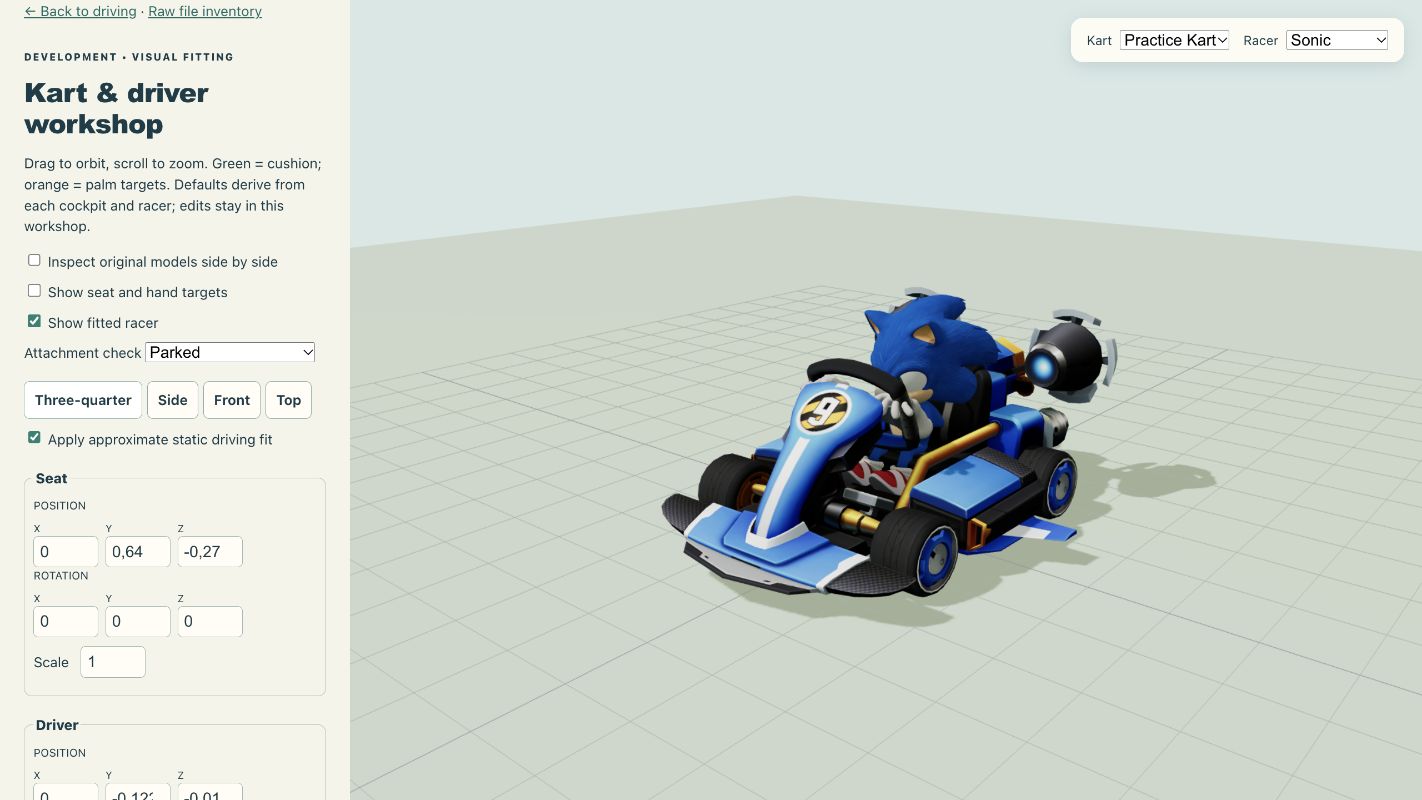 ← Back to driving · Raw file inventory
DEVELOPMENT • VISUAL FITTING
Kart & driver
workshop
Drag to orbit, scroll to zoom. Green = cushion;
orange = palm targets. Defaults derive from
each cockpit and racer; edits stay in this
workshop.
Inspect original models side by side
Show seat and hand targets
Show fitted racer
Attachment check Parked
Three-quarter Side Front Top
Apply approximate static driving fit
Seat
POSITION
X Y Z
0 0,64 -0,27
ROTATION
X Y Z
0 0 0
Scale 1
Driver
POSITION
X Y Z
0 -0,01
Kart Practice Kart Racer Sonic
9